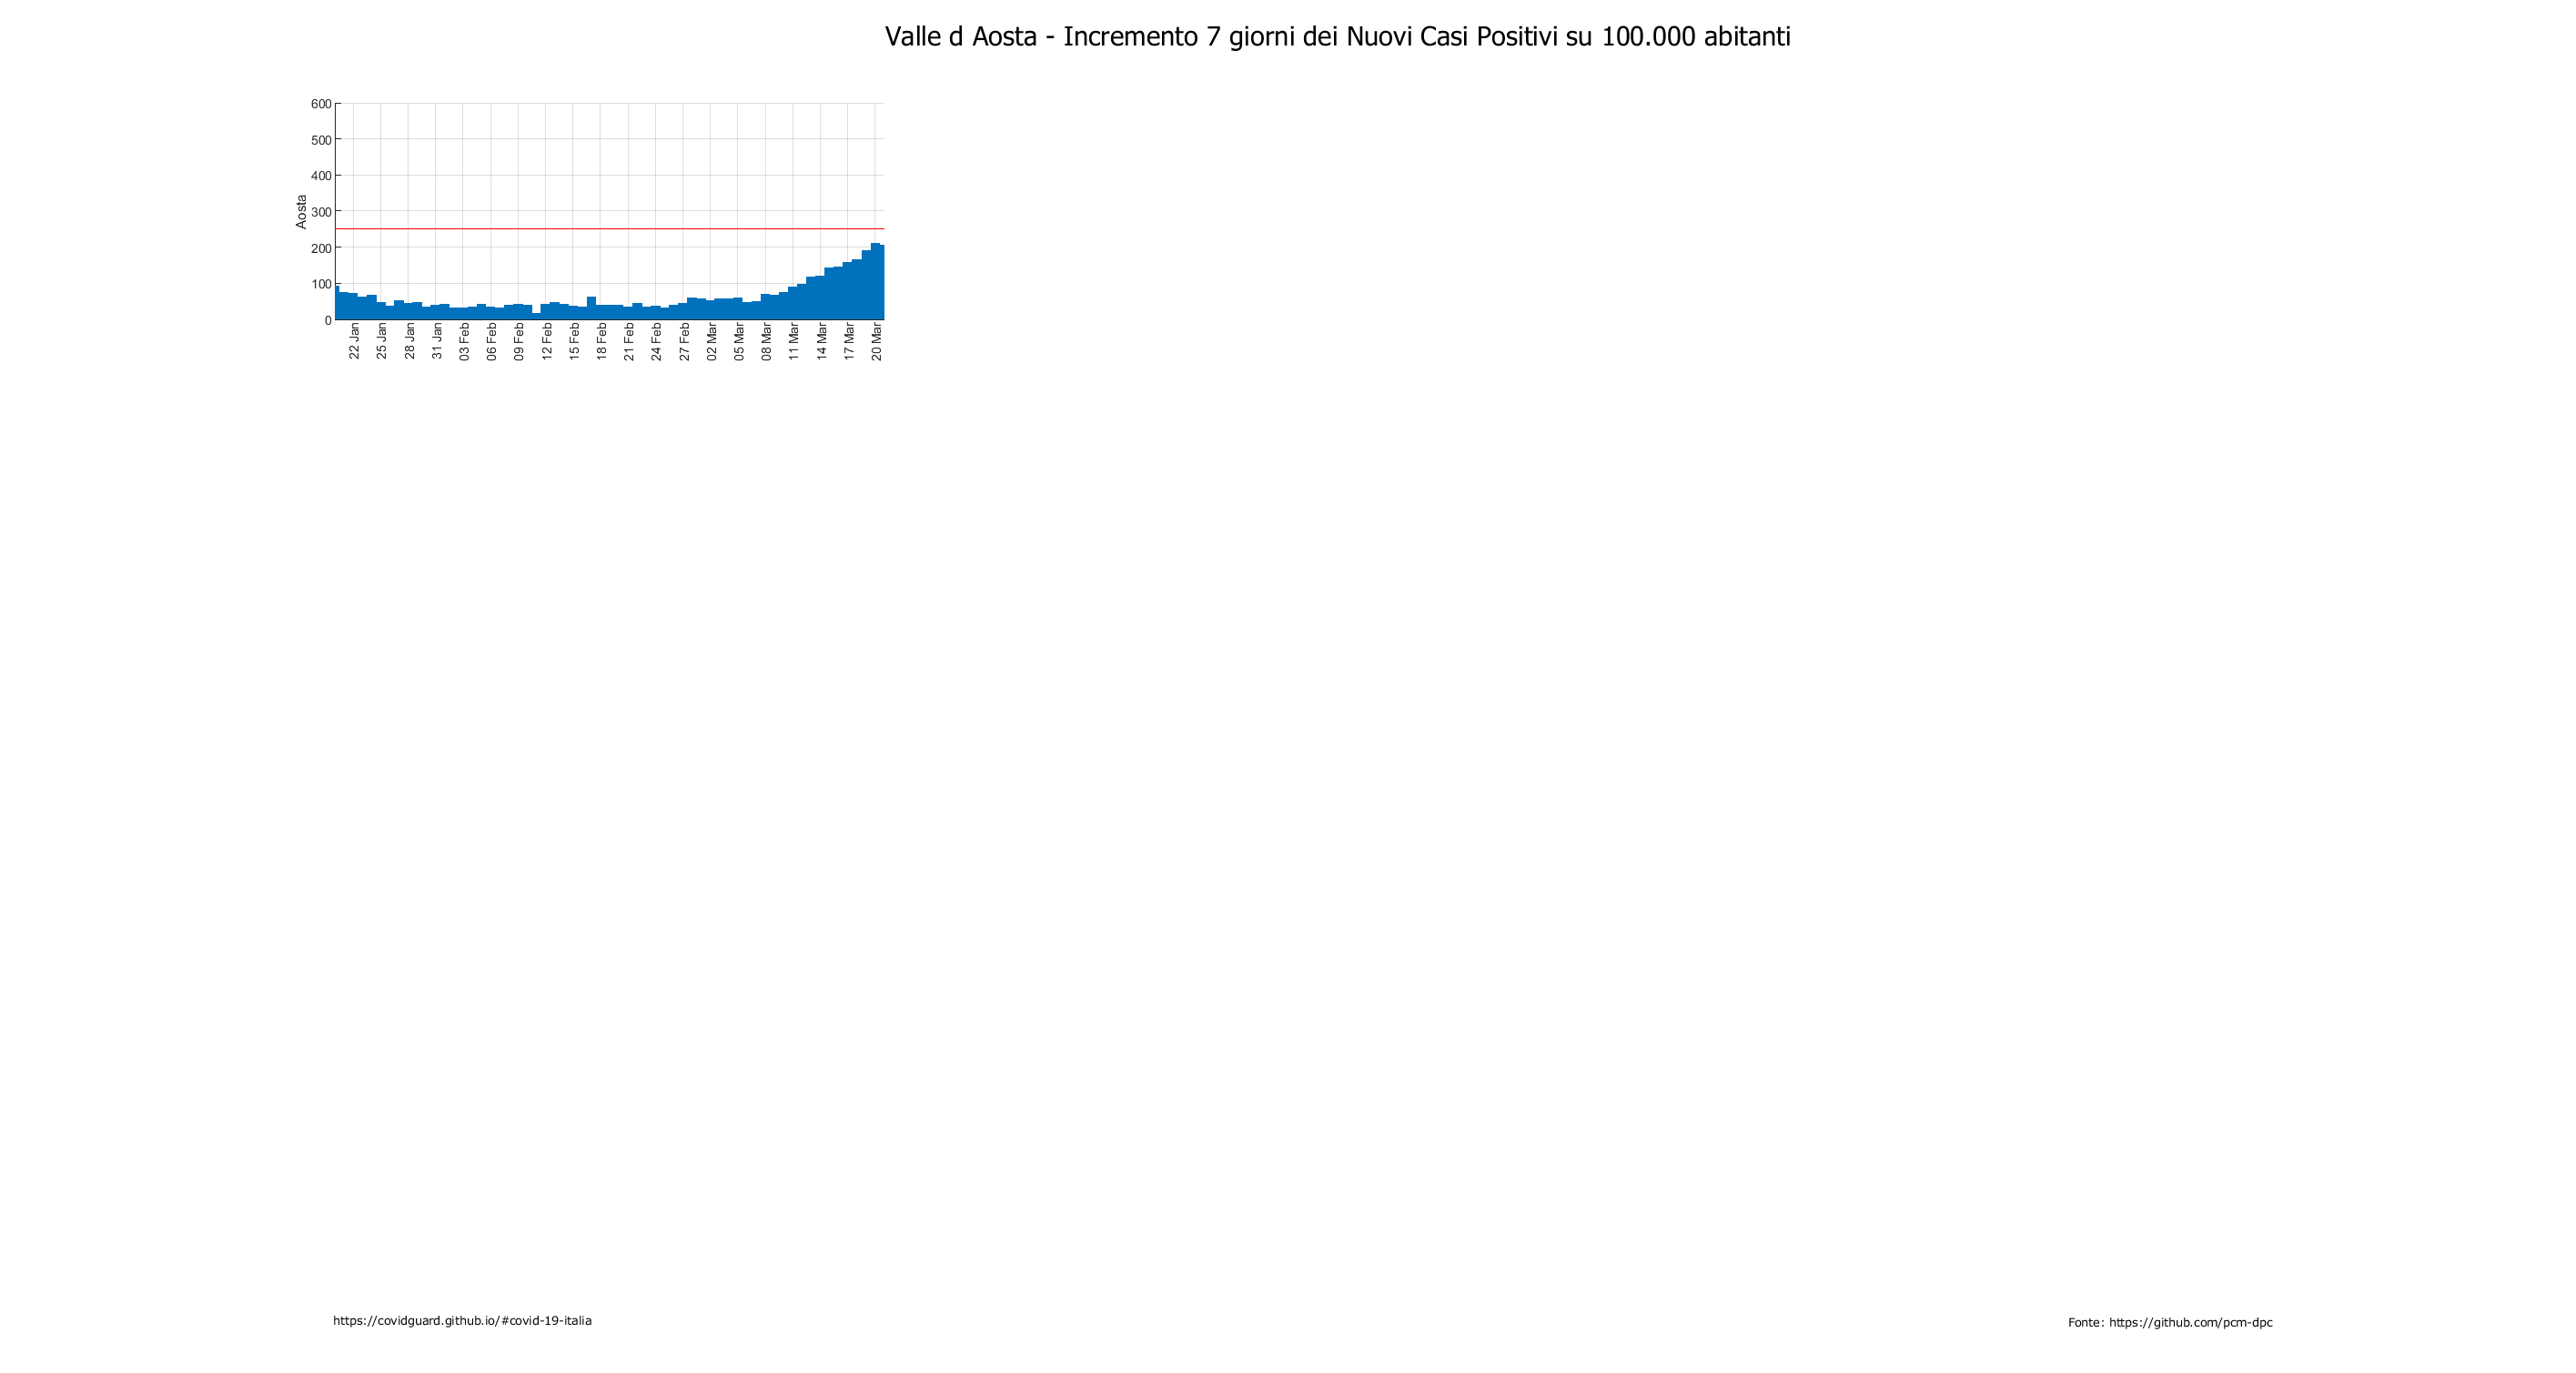 Valle d Aosta - Incremento 7 giorni dei Nuovi Casi Positivi su 100.000 abitanti
600
500
400
300
200
100
0
Aosta
22 Jan
25 Jan
28 Jan
31 Jan
03 Feb
06 Feb
09 Feb
12 Feb
15 Feb
18 Feb
21 Feb
24 Feb
27 Feb
02 Mar
05 Mar
08 Mar
11 Mar
14 Mar
17 Mar
20 Mar
https://covidguard.github.io/#covid-19-italia
Fonte: https://github.com/pcm-dpc